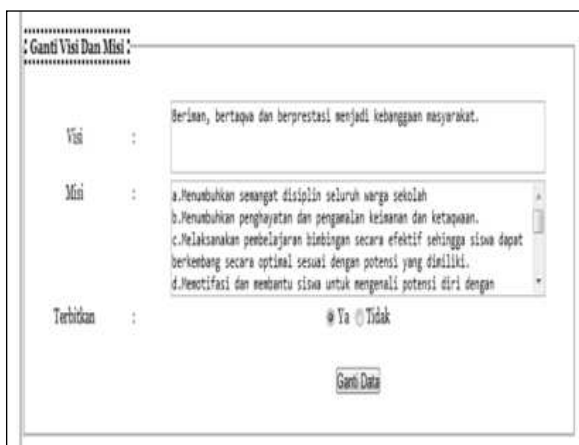 Ganti Visi Dan Misi
Visi : Beriman, bertaqwa dan berprestasi menjadi kebanggaan masyarakat.
Misi : a.Menumbuhkan semangat disiplin seluruh warga sekolah
b.Menumbuhkan penghayatan dan pengamalan keimanan dan ketaqwaan.
c.Melaksanakan pembelajaran bimbingan secara efektif sehingga siswa dapat
berkembang secara optimal sesuai dengan potensi yang dimiliki.
d.Memotifasi dan membantu siswa untuk mengenali potensi diri dengan
Terbitkan : Ya Tidak
Ganti Data